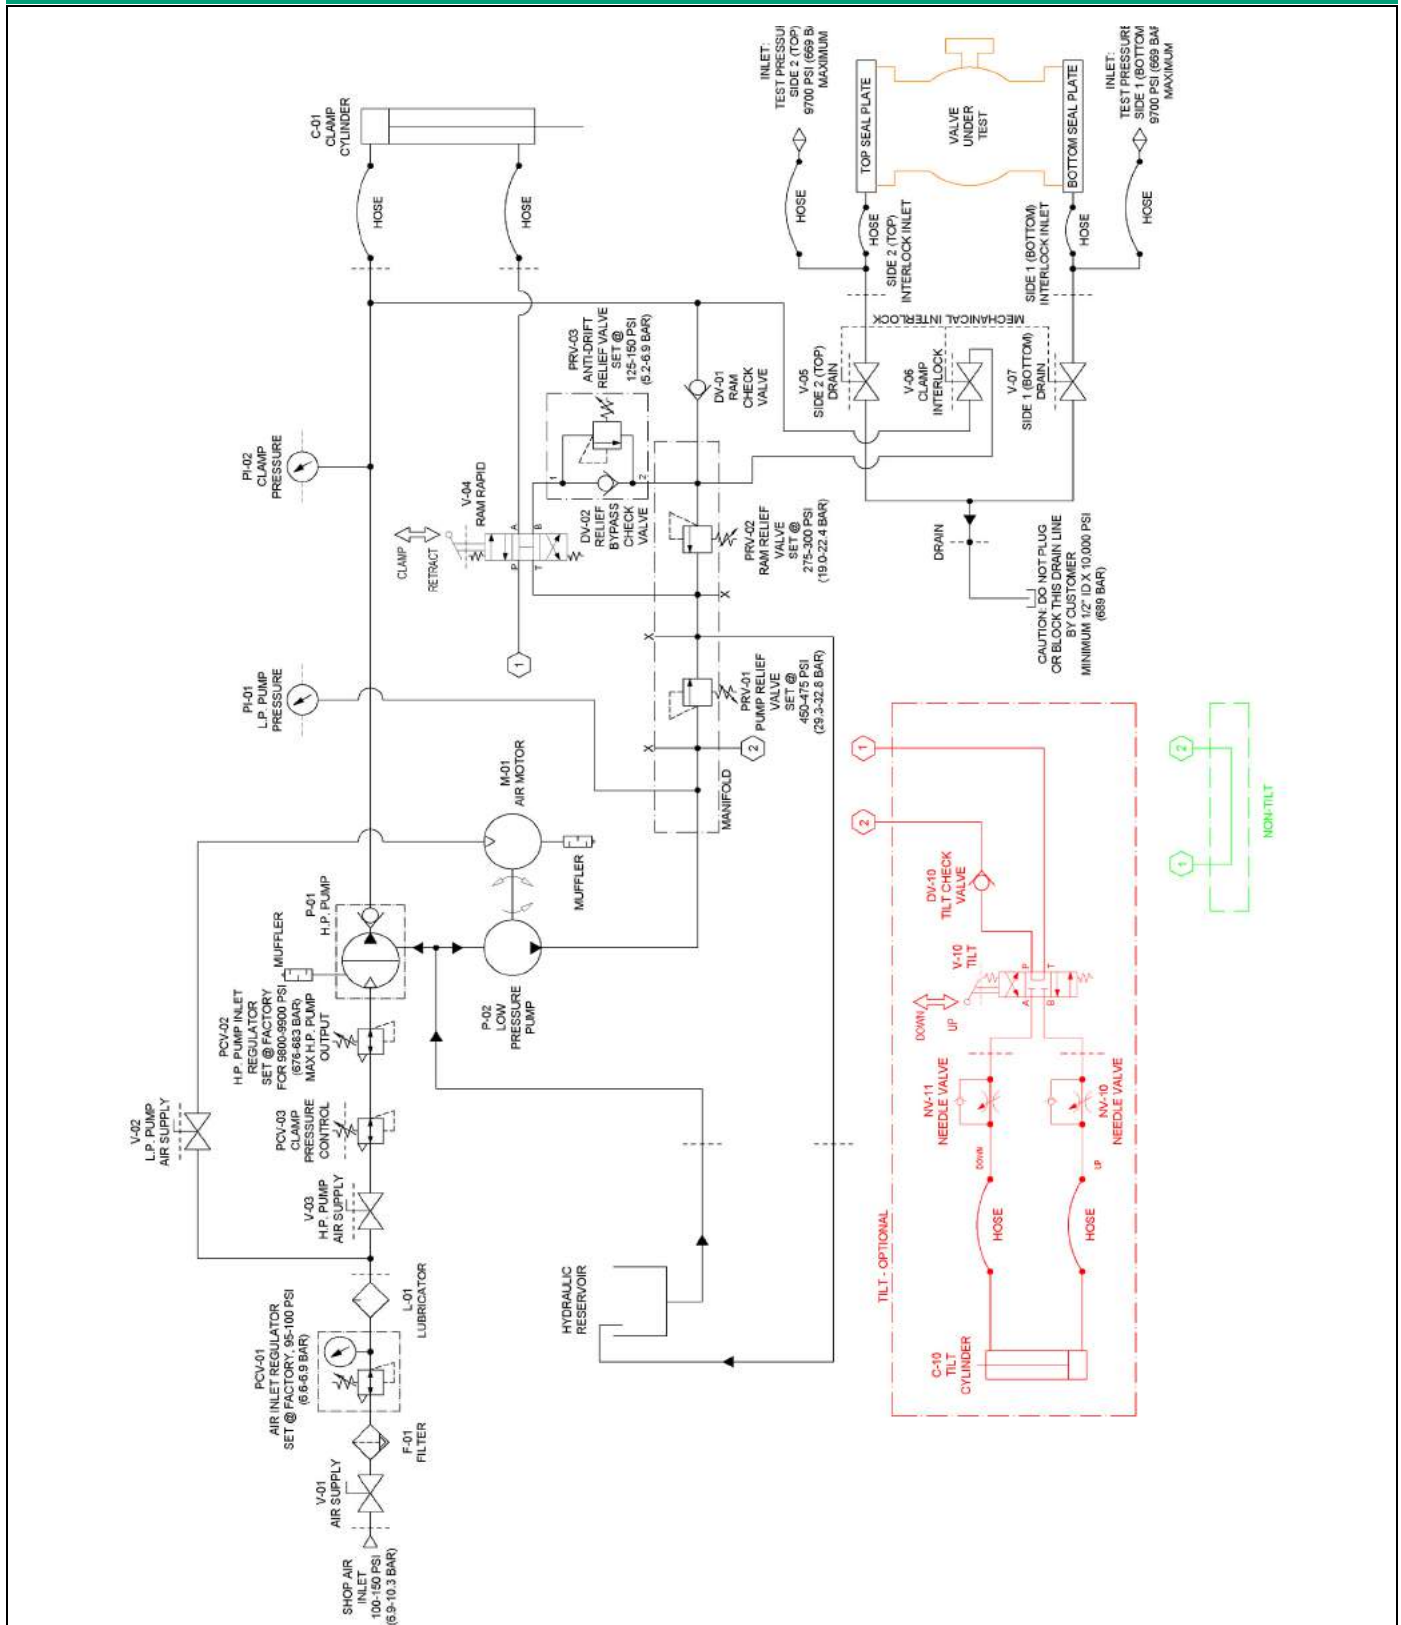 SHOP AIR
INLET
100-150 PSI
(6.9-10.3 BAR)
V-01
AIR SUPPLY
F-01
FILTER
PCV-01
AIR INLET REGULATOR
SET @ FACTORY, 95-100 PSI
(6.6-6.9 BAR)
L-01
LUBRICATOR
V-02
L.P. PUMP
AIR SUPPLY
V-03
H.P. PUMP
AIR SUPPLY
PCV-03
CLAMP
PRESSURE
CONTROL
PCV-02
H.P. PUMP INLET
REGULATOR
SET @ FACTORY
FOR 9800-9900 PSI
(676-683 BAR)
MAX H.P. PUMP
OUTPUT
MUFFLER
P-01
H.P. PUMP
P-02
LOW
PRESSURE
PUMP
M-01
AIR MOTOR
MUFFLER
PI-01
L.P. PUMP
PRESSURE
PI-02
CLAMP
PRESSURE
C-01
CLAMP
CYLINDER
HOSE
HOSE
HYDRAULIC
RESERVOIR
CLAMP
RETRACT
V-04
RAM RAPID
P
T
A
B
1
DV-02
RELIEF
BYPASS
CHECK
VALVE
1
2
PRV-03
ANTI-DRIFT
RELIEF VALVE
SET @
125-150 PSI
(5.2-6.9 BAR)
MANIFOLD
X
X
X
2
PRV-01
PUMP RELIEF
VALVE
SET @
450-475 PSI
(29.3-32.8 BAR)
PRV-02
RAM RELIEF
VALVE
SET @
275-300 PSI
(19.0-22.4 BAR)
DV-01
RAM
CHECK
VALVE
V-05
SIDE 2 (TOP)
DRAIN
V-06
CLAMP
INTERLOCK
V-07
SIDE 1 (BOTTOM)
DRAIN
MECHANICAL INTERLOCK
SIDE 2 (TOP)
INTERLOCK INLET
SIDE 1 (BOTTOM)
INTERLOCK INLET
HOSE
HOSE
HOSE
HOSE
INLET:
SIDE 2 (TOP)
MAXIMUM
TOP SEAL PLATE
VALVE
UNDER
TEST
BOTTOM SEAL PLATE
INLET:
TEST PRESSURE
SIDE 1 (BOTTOM
MAXIMUM
DRAIN
CAUTION: DO NOT PLUG
OR BLOCK THIS DRAIN LINE
BY CUSTOMER
MINIMUM 1/2" ID X 10,000 PSI
(689 BAR)
TILT - OPTIONAL
C-10
TILT
CYLINDER
HOSE
HOSE
DOWN
UP
NV-11
NEEDLE VALVE
NV-10
NEEDLE VALVE
DOWN
UP
V-10
TILT
A
B
P
T
DV-10
TILT CHECK
VALVE
2
1
1
2
NON-TILT